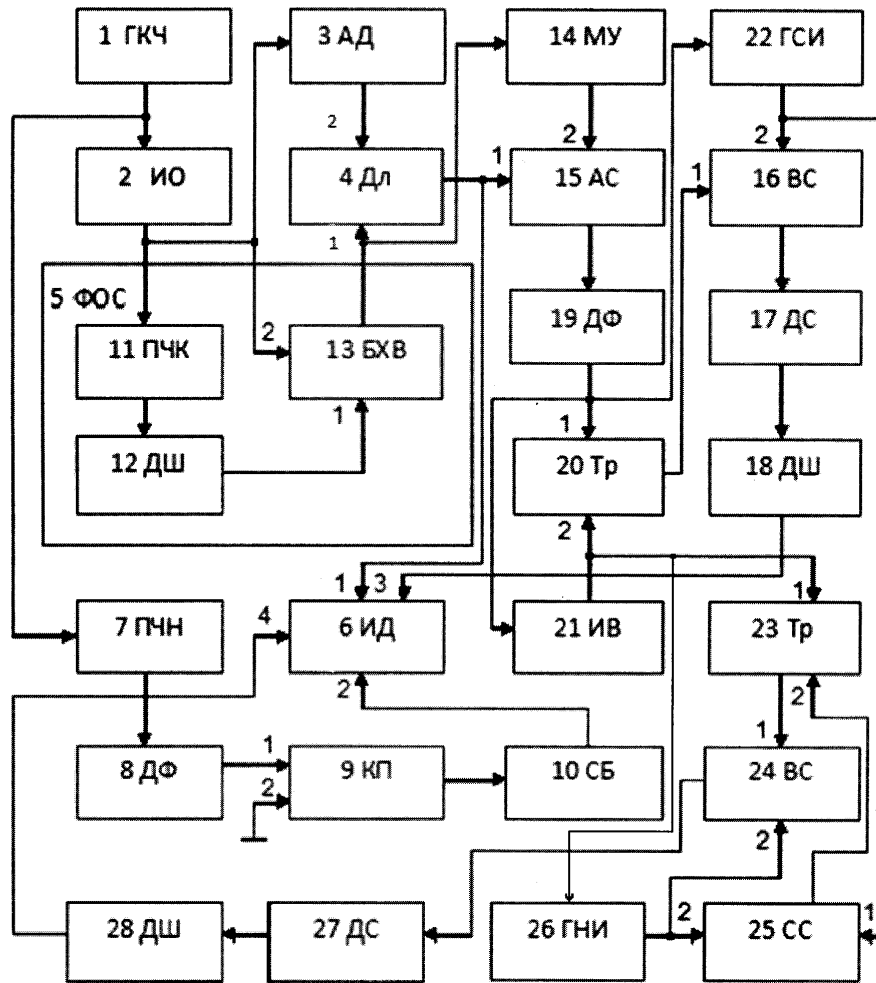 1 ГКЧ
3 АД
14 МУ
22 ГСИ
2
2
2
2 ИО
4 Дл
1
15 АС
1
16 ВС
1
5 ФОС
19 ДФ
17 ДС
11 ПЧК
2
13 БХВ
1
1
12 ДШ
20 Тр
18 ДШ
2
1
3
1
7 ПЧН
4
6 ИД
21 ИВ
23 Тр
2
2
1
1
8 ДФ
2
9 КП
10 СБ
24 ВС
2
28 ДШ
27 ДС
26 ГНИ
2
25 СС
1